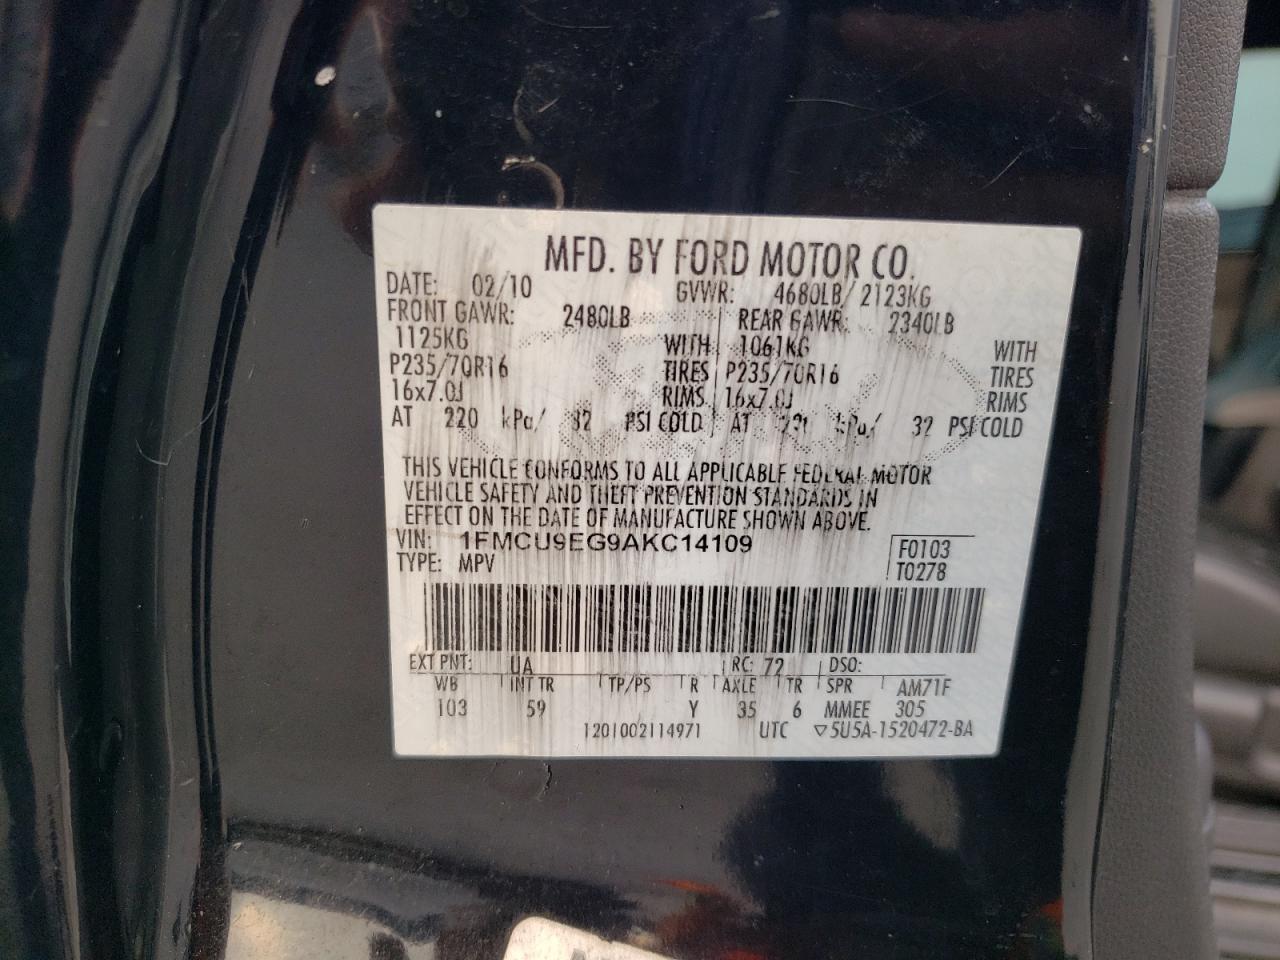 MFD. BY FORD MOTOR CO.
DATE: 02/10 GVWR: 4680LB/ 2123KG
FRONT GAWR: 2480LB REAR GAWR: 2340LB
1125KG WITH 1061KG WITH
P235/70R16 TIRES P235/70R16 TIRES
16x7.0J RIMS 16x7.0J RIMS
AT 220 kPa/ 32 PSI COLD AT kPa/ 32 PSI COLD
THIS VEHICLE CONFORMS TO ALL APPLICABLE FEDERAL MOTOR
VEHICLE SAFETY AND THEFT PREVENTION STANDARDS IN
EFFECT ON THE DATE OF MANUFACTURE SHOWN ABOVE.
VIN: 1FMCU9EG9AKC14109 F0103
TYPE: MPV T0278
EXT PNT: UA RC: 72 DSO:
WB INT TR TP/PS R AXLE TR SPR AM71F
103 59 Y 35 6 MMEE 305
1201002114971 UTC ▽5U5A-1520472-BA